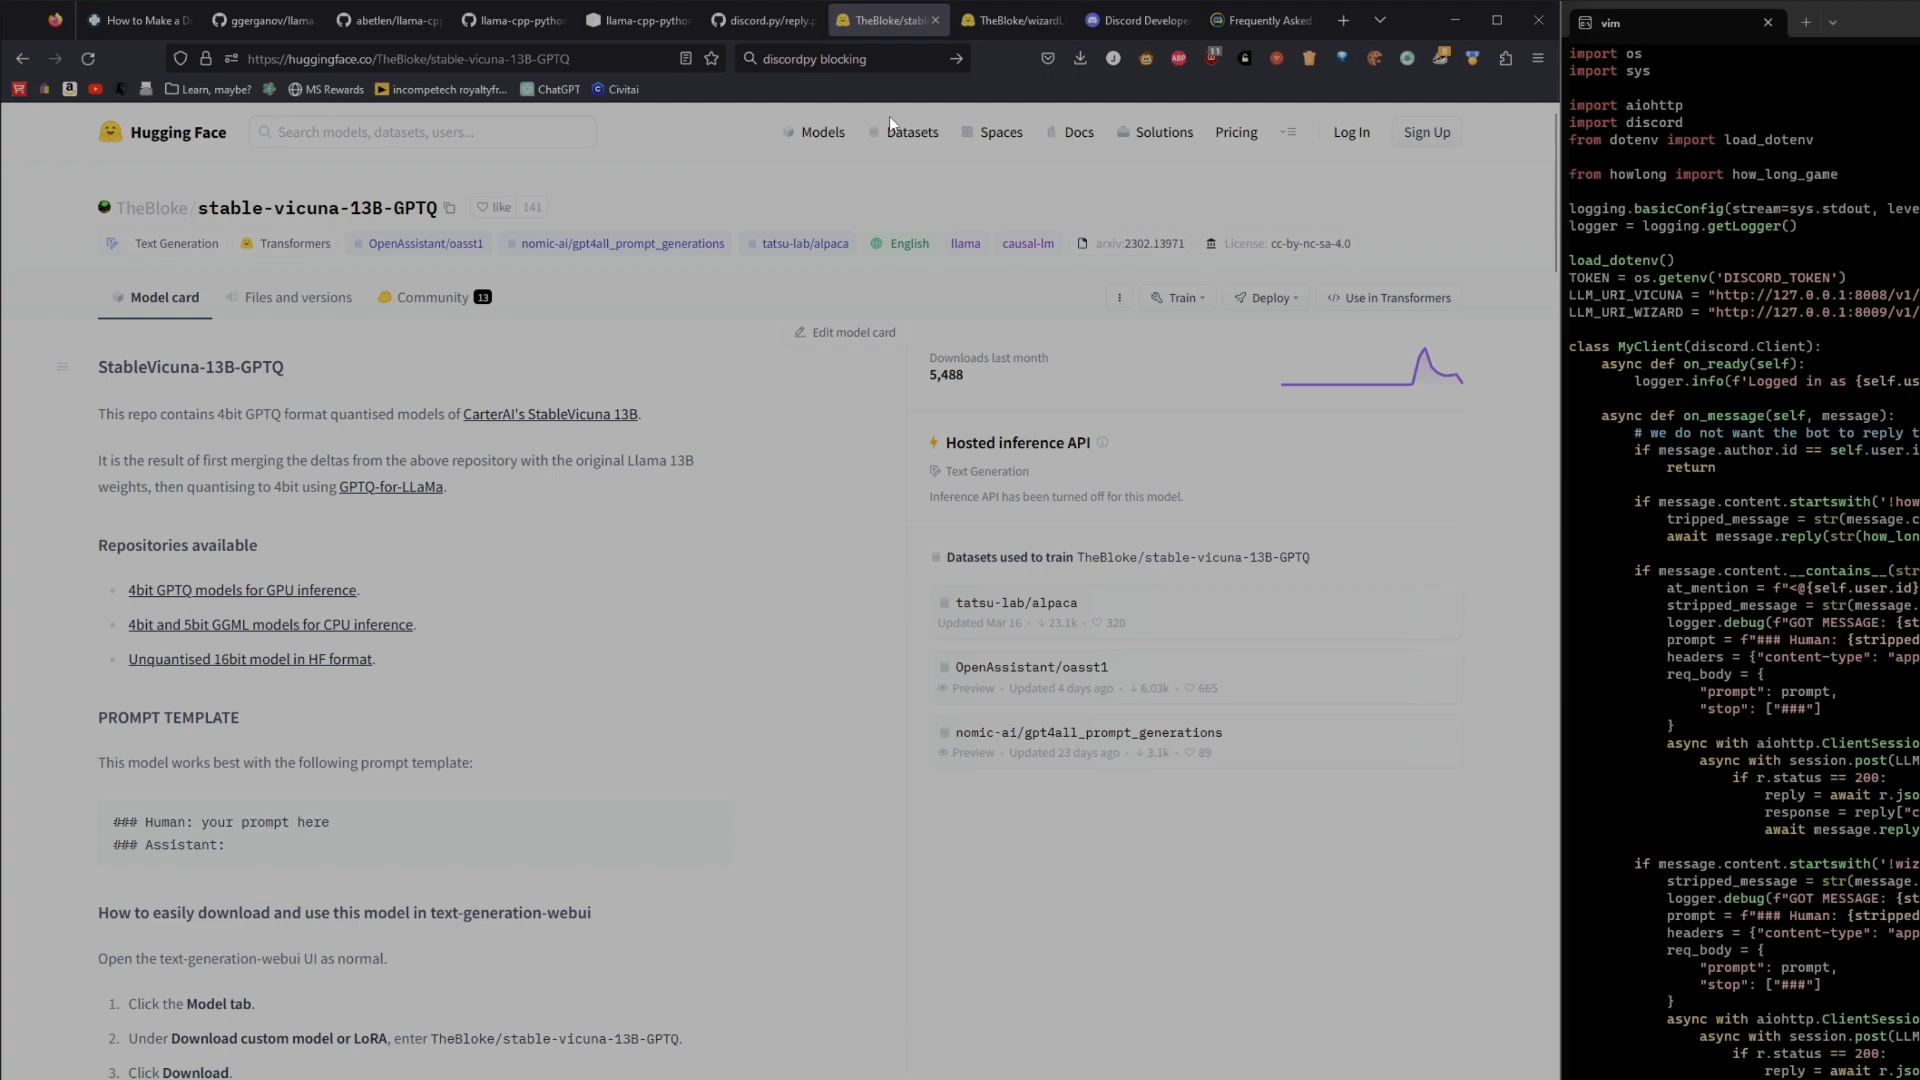 How to Make a Di
ggerganov/llama.
abetlen/llama-cpp
llama-cpp-pytho
llama-cpp-pytho
discord.py/reply.p
TheBloke/stabl
TheBloke/wizardL
Discord Develope
Frequently Asked
https://huggingface.co/TheBloke/stable-vicuna-13B-GPTQ
discordpy blocking
ABP
11
Learn, maybe?
MS Rewards
incompetech royaltyfr...
ChatGPT
Civitai
Hugging Face
Search models, datasets, users...
Models
Datasets
Spaces
Docs
Solutions
Pricing
Log In
Sign Up
TheBloke/stable-vicuna-13B-GPTQ
like 141
Text Generation
Transformers
OpenAssistant/oasst1
nomic-ai/gpt4all_prompt_generations
tatsu-lab/alpaca
English
llama
causal-lm
arxiv:2302.13971
License: cc-by-nc-sa-4.0
Model card
Files and versions
Community 13
Train
Deploy
Use in Transformers
Edit model card
StableVicuna-13B-GPTQ
This repo contains 4bit GPTQ format quantised models of CarterAI's StableVicuna 13B.
It is the result of first merging the deltas from the above repository with the original Llama 13B
weights, then quantising to 4bit using GPTQ-for-LLaMa.
Repositories available
4bit GPTQ models for GPU inference.
4bit and 5bit GGML models for CPU inference.
Unquantised 16bit model in HF format.
PROMPT TEMPLATE
This model works best with the following prompt template:
### Human: your prompt here
### Assistant:
How to easily download and use this model in text-generation-webui
Open the text-generation-webui UI as normal.
1. Click the Model tab.
2. Under Download custom model or LoRA, enter TheBloke/stable-vicuna-13B-GPTQ.
3. Click Download.
Downloads last month
5,488
Hosted inference API
Text Generation
Inference API has been turned off for this model.
Datasets used to train TheBloke/stable-vicuna-13B-GPTQ
tatsu-lab/alpaca
Updated Mar 16 • 23.1k • 320
OpenAssistant/oasst1
Preview • Updated 4 days ago • 6.03k • 665
nomic-ai/gpt4all_prompt_generations
Preview • Updated 23 days ago • 3.1k • 89
vim
import os
import sys
import aiohttp
import discord
from dotenv import load_dotenv
from howlong import how_long_game
logging.basicConfig(stream=sys.stdout, leve
logger = logging.getLogger()
load_dotenv()
TOKEN = os.getenv('DISCORD_TOKEN')
LLM_URI_VICUNA = "http://127.0.0.1:8008/v1/
LLM_URI_WIZARD = "http://127.0.0.1:8009/v1/
class MyClient(discord.Client):
async def on_ready(self):
logger.info(f'Logged in as {self.us
async def on_message(self, message):
# we do not want the bot to reply t
if message.author.id == self.user.i
return
if message.content.startswith('!how
tripped_message = str(message.c
await message.reply(str(how_lon
if message.content.__contains__(str
at_mention = f"<@{self.user.id}
stripped_message = str(message.
logger.debug(f"GOT MESSAGE: {st
prompt = f"### Human: {stripped
headers = {"content-type": "app
req_body = {
"prompt": prompt,
"stop": ["###"]
}
async with aiohttp.ClientSessio
async with session.post(LLM
if r.status == 200:
reply = await r.jso
response = reply["c
await message.reply
if message.content.startswith('!wiz
stripped_message = str(message.
logger.debug(f"GOT MESSAGE: {st
prompt = f"### Human: {stripped
headers = {"content-type": "app
req_body = {
"prompt": prompt,
"stop": ["###"]
}
async with aiohttp.ClientSessio
async with session.post(LLM
if r.status == 200:
reply = await r.jso